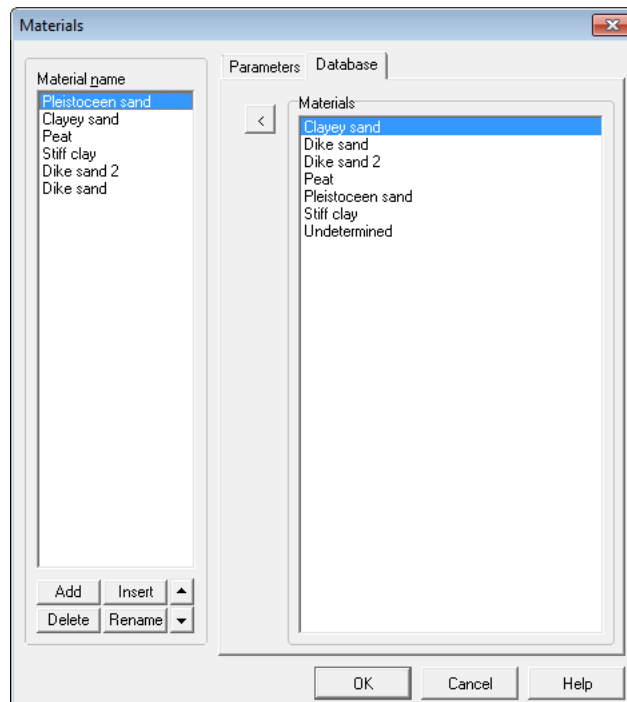 Materials
Material name
Pleistoceen sand
Clayey sand
Peat
Stiff clay
Dike sand 2
Dike sand
Add Insert
Delete Rename
Parameters Database
<
Materials
Clayey sand
Dike sand
Dike sand 2
Peat
Pleistoceen sand
Stiff clay
Undetermined
OK Cancel Help